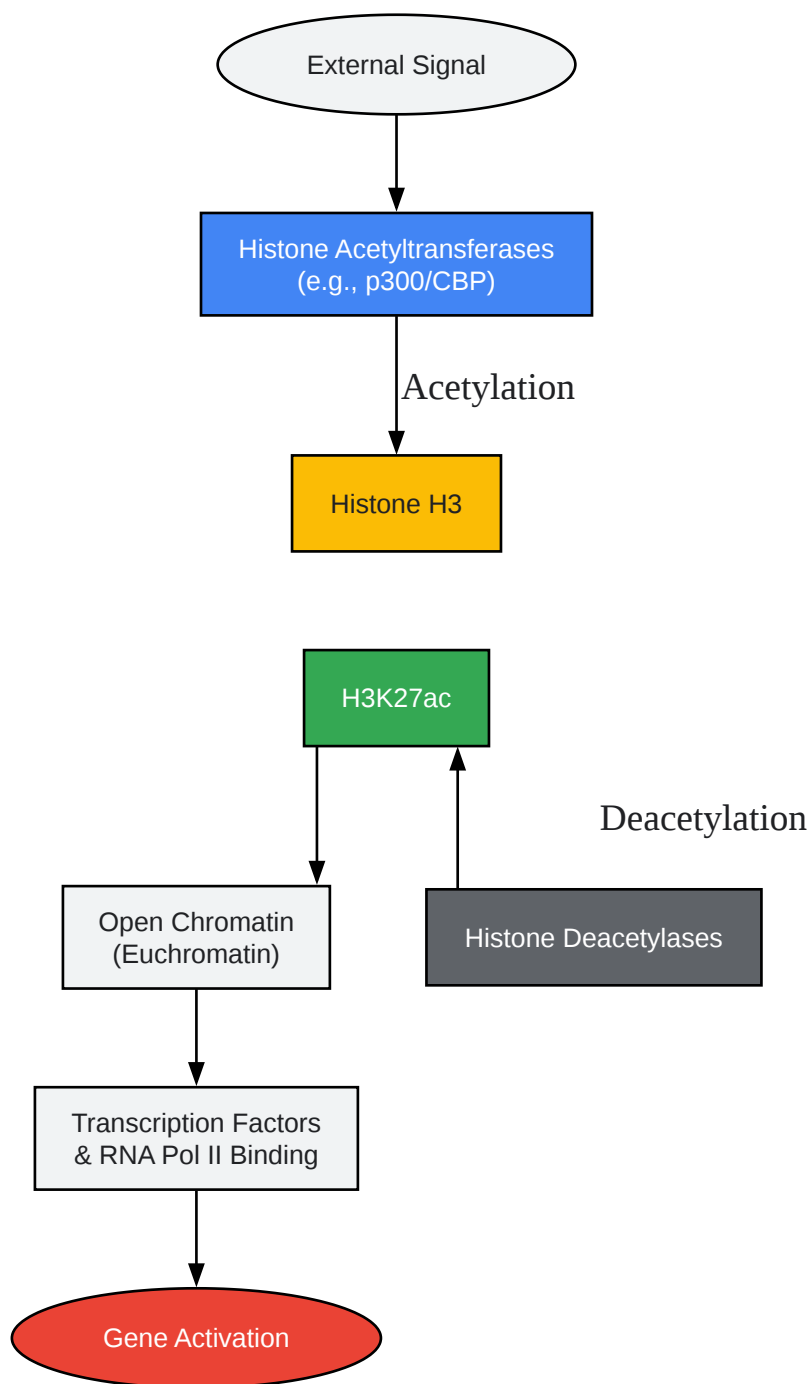 External Signal
Histone Acetyltransferases
(e.g., p300/CBP)
Acetylation
Histone H3
H3K27ac
Deacetylation
Open Chromatin
(Euchromatin)
Histone Deacetylases
Transcription Factors
& RNA Pol II Binding
Gene Activation